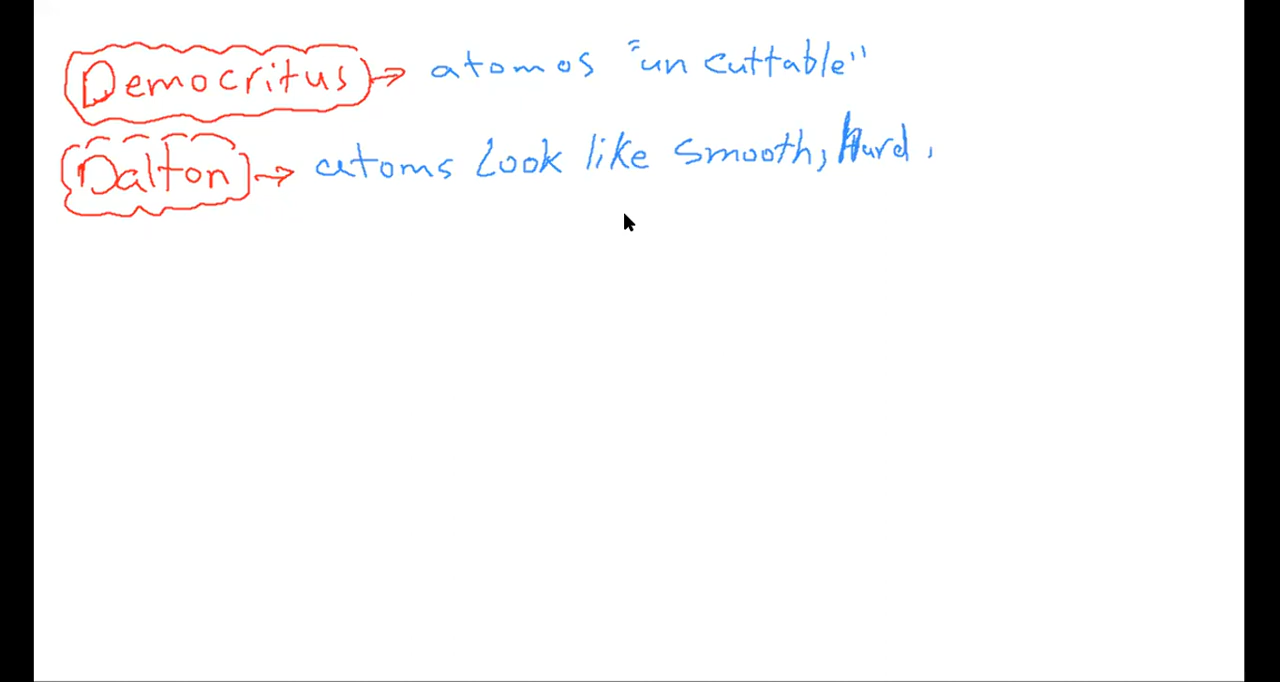 Democritus → atomos "un cuttable"
Dalton → atoms Look like smooth, Hard,